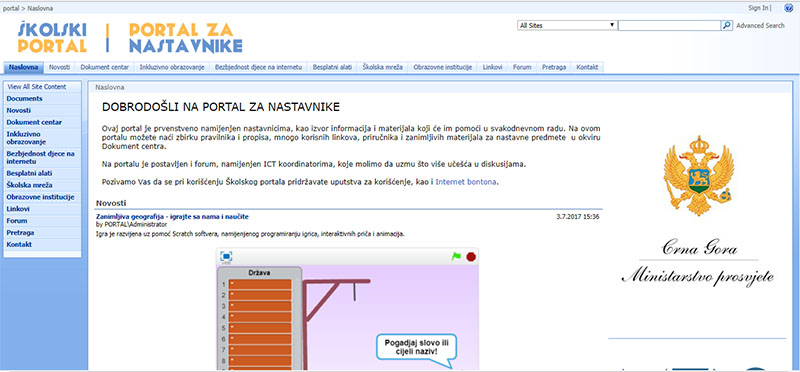 portal > Naslovna
Sign In |
ŠKOLSKI PORTAL
PORTAL ZA NASTAVNIKE
All Sites
Advanced Search
Naslovna Novosti Dokument centar Inkluzivno obrazovanje Bezbjednost djece na internetu Besplatni alati Školska mreža Obrazovne institucije Linkovi Forum Pretraga Kontakt
View All Site Content
Documents
Novosti
Dokument centar
Inkluzivno
obrazovanje
Bezbjednost djece na
internetu
Besplatni alati
Školska mreža
Obrazovne institucije
Linkovi
Forum
Pretraga
Kontakt
Naslovna
DOBRODOŠLI NA PORTAL ZA NASTAVNIKE
Ovaj portal je prvenstveno namijenjen nastavnicima, kao izvor informacija i materijala koji će im pomoći u svakodnevnom radu. Na ovom
portalu možete naći zbirku pravilnika i propisa, mnogo korisnih linkova, priručnika i zanimljivih materijala za nastavne predmete u okviru
Dokument centra.
Na portalu je postavljen i forum, namijenjen ICT koordinatorima, koje molimo da uzmu što više učešća u diskusijama.
Pozivamo Vas da se pri korišćenju Školskog portala pridržavate uputstva za korišćenje, kao i Internet bontona.
Novosti
Zanimljiva geografija - igrajte sa nama i naučite 3.7.2017 15:36
by PORTAL\Administrator
Igra je razvijena uz pomoć Scratch softvera, namijenjenog programiranju igrica, interaktivnih priča i animacija.
Država
1 *
2 *
3 *
4 *
5 *
6 *
7 *
8 *
Pogadjaj slovo ili
cijeli naziv!
Crna Gora
Ministarstvo prosvjete